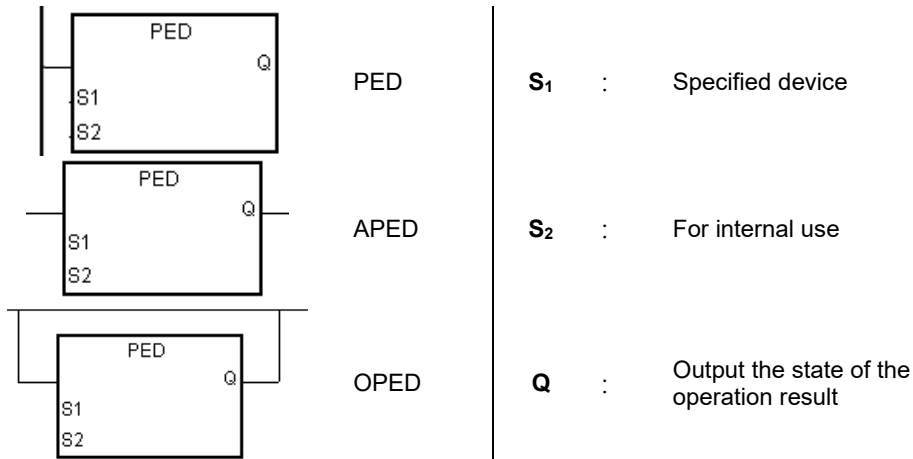 PED
Q
S1
S2
PED
S₁ : Specified device
PED
Q
S1
S2
APED
S₂ : For internal use
PED
Q
S1
S2
OPED
Q : Output the state of the
operation result